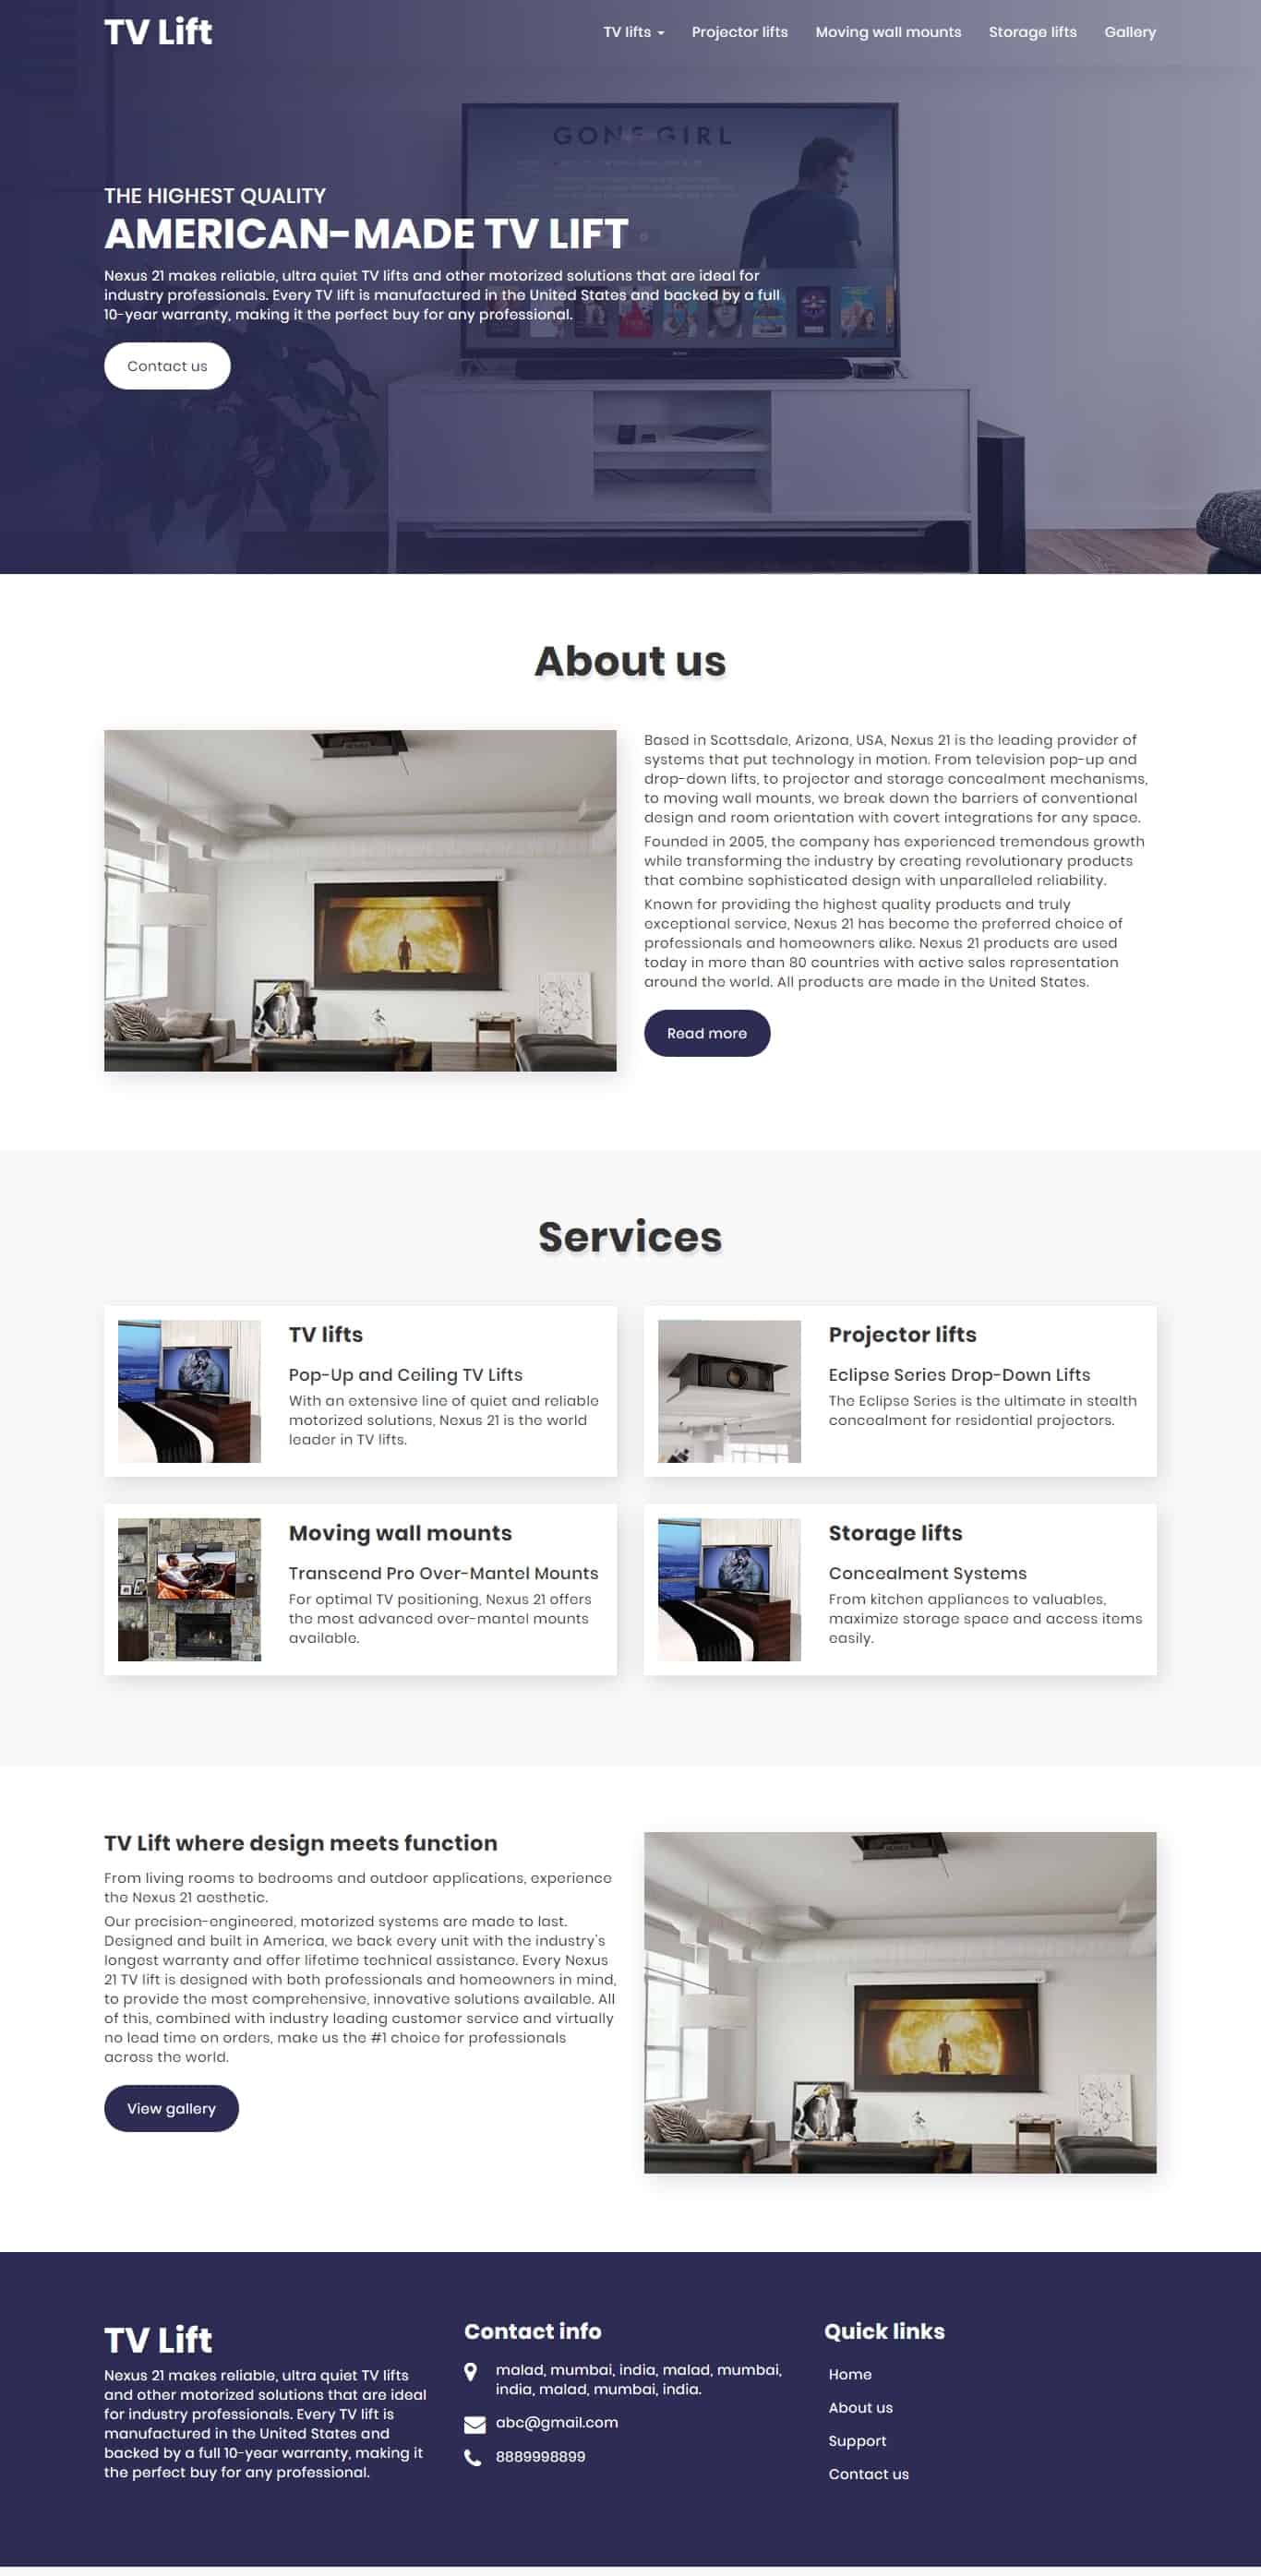 TV Lift
TV lifts
Projector lifts
Moving wall mounts
Storage lifts
Gallery
GONE GIRL
THE HIGHEST QUALITY
AMERICAN-MADE TV LIFT
Nexus 21 makes reliable, ultra quiet TV lifts and other motorized solutions that are ideal for
industry professionals. Every TV lift is manufactured in the United States and backed by a full
10-year warranty, making it the perfect buy for any professional.
Contact us
About us
Based in Scottsdale, Arizona, USA, Nexus 21 is the leading provider of
systems that put technology in motion. From television pop-up and
drop-down lifts, to projector and storage concealment mechanisms,
to moving wall mounts, we break down the barriers of conventional
design and room orientation with covert integrations for any space.
Founded in 2005, the company has experienced tremendous growth
while transforming the industry by creating revolutionary products
that combine sophisticated design with unparalleled reliability.
Known for providing the highest quality products and truly
exceptional service, Nexus 21 has become the preferred choice of
professionals and homeowners alike. Nexus 21 products are used
today in more than 80 countries with active sales representation
around the world. All products are made in the United States.
Read more
Services
TV lifts
Pop-Up and Ceiling TV Lifts
With an extensive line of quiet and reliable
motorized solutions, Nexus 21 is the world
leader in TV lifts.
Projector lifts
Eclipse Series Drop-Down Lifts
The Eclipse Series is the ultimate in stealth
concealment for residential projectors.
Moving wall mounts
Transcend Pro Over-Mantel Mounts
For optimal TV positioning, Nexus 21 offers
the most advanced over-mantel mounts
available.
Storage lifts
Concealment Systems
From kitchen appliances to valuables,
maximize storage space and access items
easily.
TV Lift where design meets function
From living rooms to bedrooms and outdoor applications, experience
the Nexus 21 aesthetic.
Our precision-engineered, motorized systems are made to last.
Designed and built in America, we back every unit with the industry's
longest warranty and offer lifetime technical assistance. Every Nexus
21 TV lift is designed with both professionals and homeowners in mind,
to provide the most comprehensive, innovative solutions available. All
of this, combined with industry leading customer service and virtually
no lead time on orders, make us the #1 choice for professionals
across the world.
View gallery
TV Lift
Nexus 21 makes reliable, ultra quiet TV lifts
and other motorized solutions that are ideal
for industry professionals. Every TV lift is
manufactured in the United States and
backed by a full 10-year warranty, making it
the perfect buy for any professional.
Contact info
malad, mumbai, india, malad, mumbai,
india, malad, mumbai, india.
abc@gmail.com
8889998899
Quick links
Home
About us
Support
Contact us